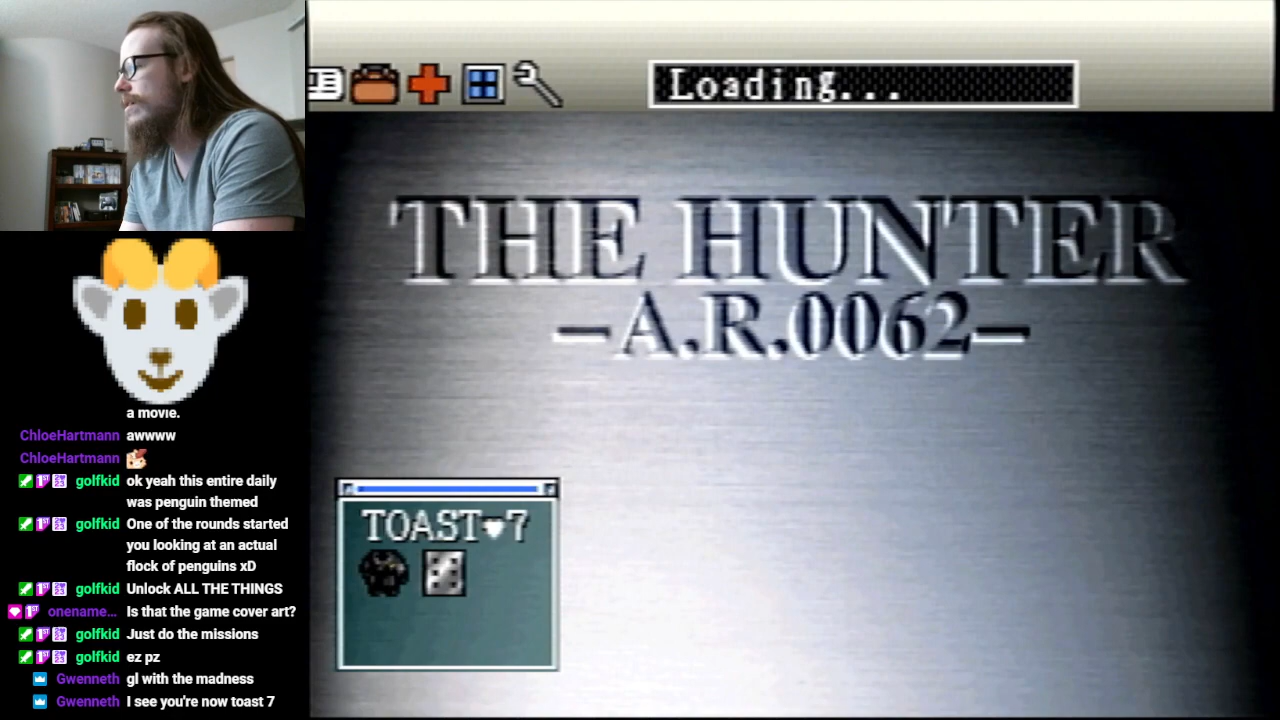 Loading...
THE HUNTER
–A.R.0062–
TOAST♥7
a movie.
ChloeHartmann awwww
ChloeHartmann
golfkid ok yeah this entire daily
was penguin themed
golfkid One of the rounds started
you looking at an actual
flock of penguins xD
golfkid Unlock ALL THE THINGS
onename... Is that the game cover art?
golfkid Just do the missions
golfkid ez pz
Gwenneth gl with the madness
Gwenneth I see you're now toast 7